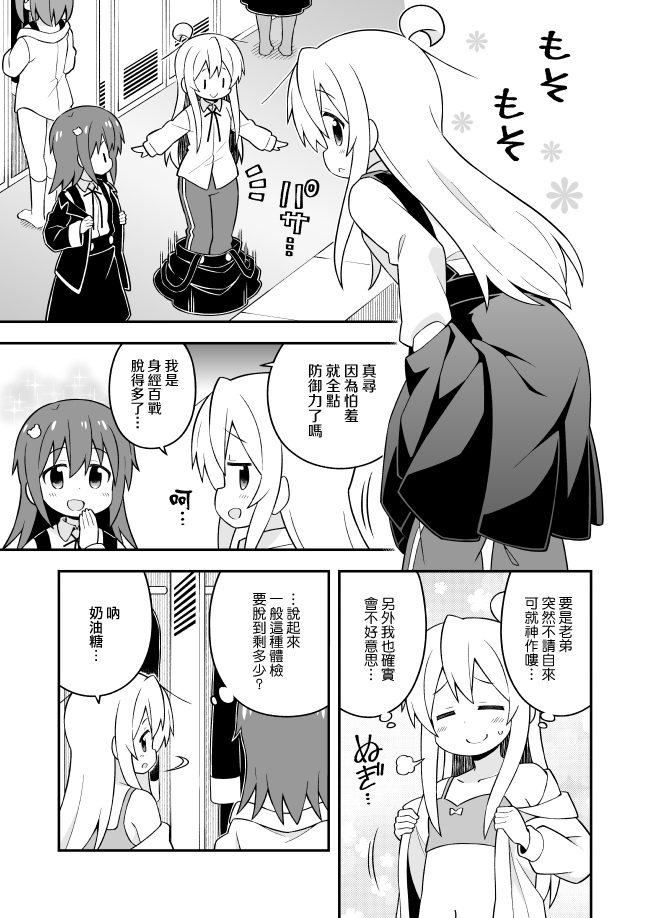 もそ
もそ
パサ…
真尋
因為怕羞
就全點
防御力了嗎
我是
身經百戰
脫得多了…
呵…
要是老弟
突然不請自來
可就神作嘍…
另外我也確實
會不好意思…
ぬぎ…
…說起來
一般這種體檢
要脫到剩多少？
吶
奶油糖…